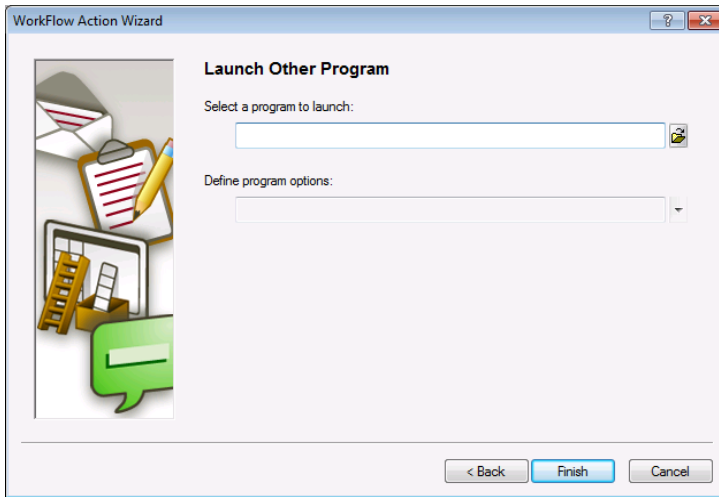 WorkFlow Action Wizard
Launch Other Program
Select a program to launch:
Define program options:
< Back Finish Cancel